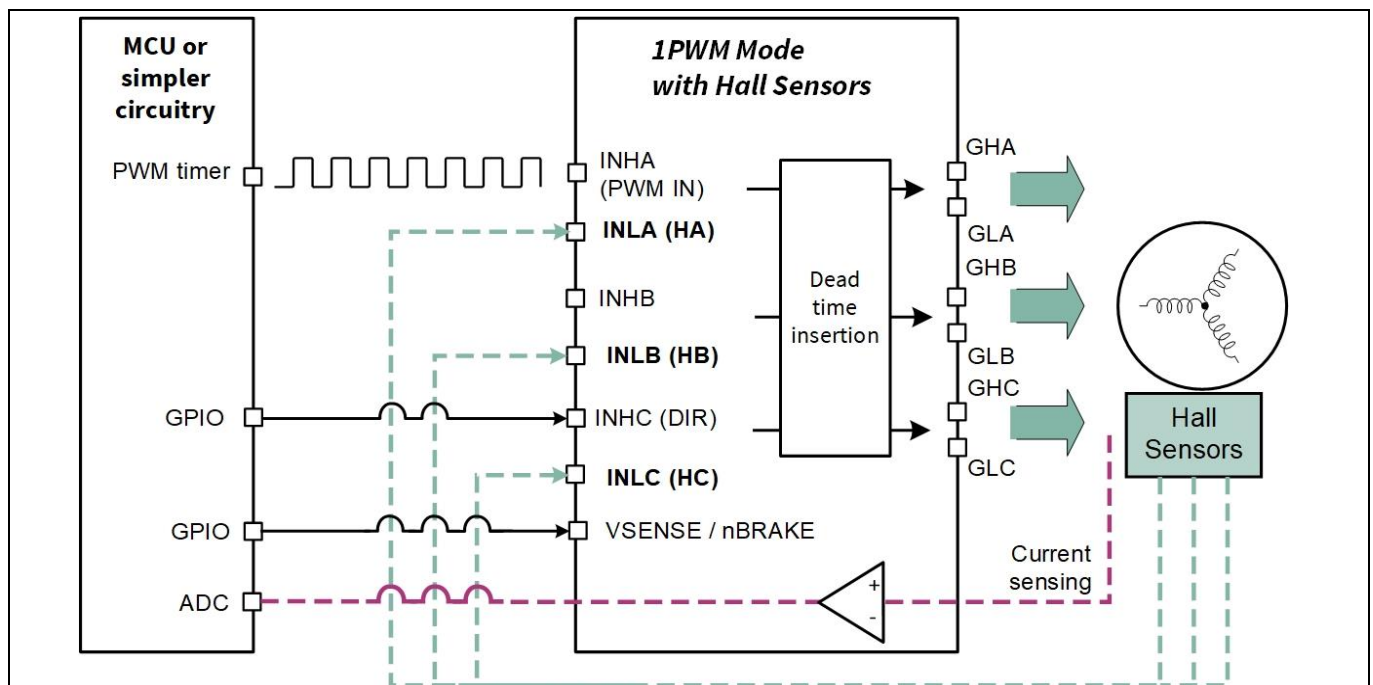 MCU or
simpler
circuitry
1PWM Mode
with Hall Sensors
PWM timer
INHA
(PWM IN)
INLA (HA)
INHB
INLB (HB)
GPIO
INHC (DIR)
INLC (HC)
GPIO
VSENSE / nBRAKE
ADC
Dead
time
insertion
+
-
GHA
GLA
GHB
GLB
GHC
GLC
Hall
Sensors
Current
sensing